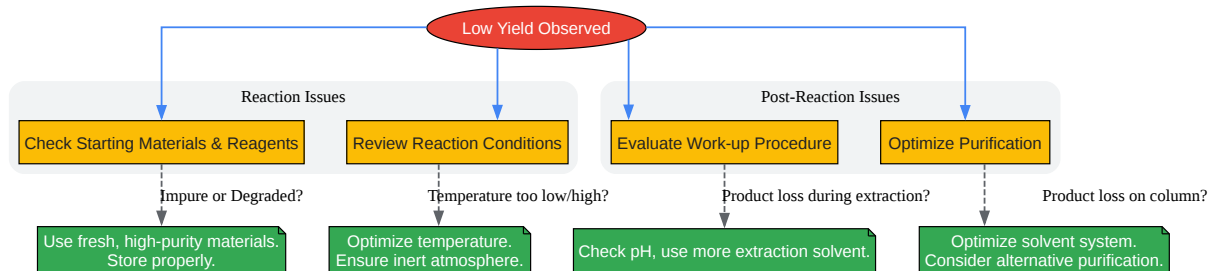 Low Yield Observed
Reaction Issues
Post-Reaction Issues
Check Starting Materials & Reagents
Review Reaction Conditions
Evaluate Work-up Procedure
Optimize Purification
Impure or Degraded?
Temperature too low/high?
Product loss during extraction?
Product loss on column?
Use fresh, high-purity materials.
Store properly.
Optimize temperature.
Ensure inert atmosphere.
Check pH, use more extraction solvent.
Optimize solvent system.
Consider alternative purification.